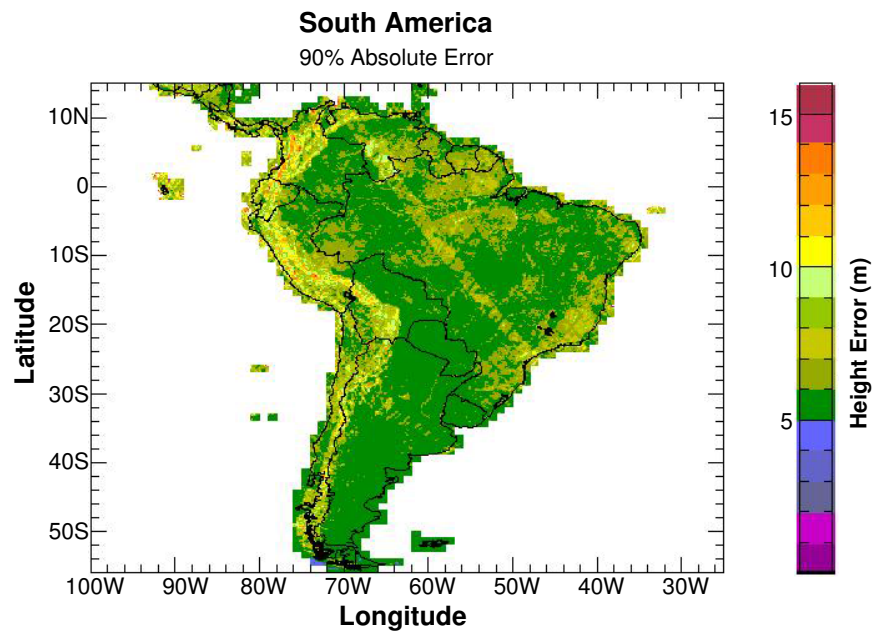 South America
90% Absolute Error
10N
0
10S
20S
30S
40S
50S
Latitude
100W 90W 80W 70W 60W 50W 40W 30W
Longitude
15
10
5
Height Error (m)